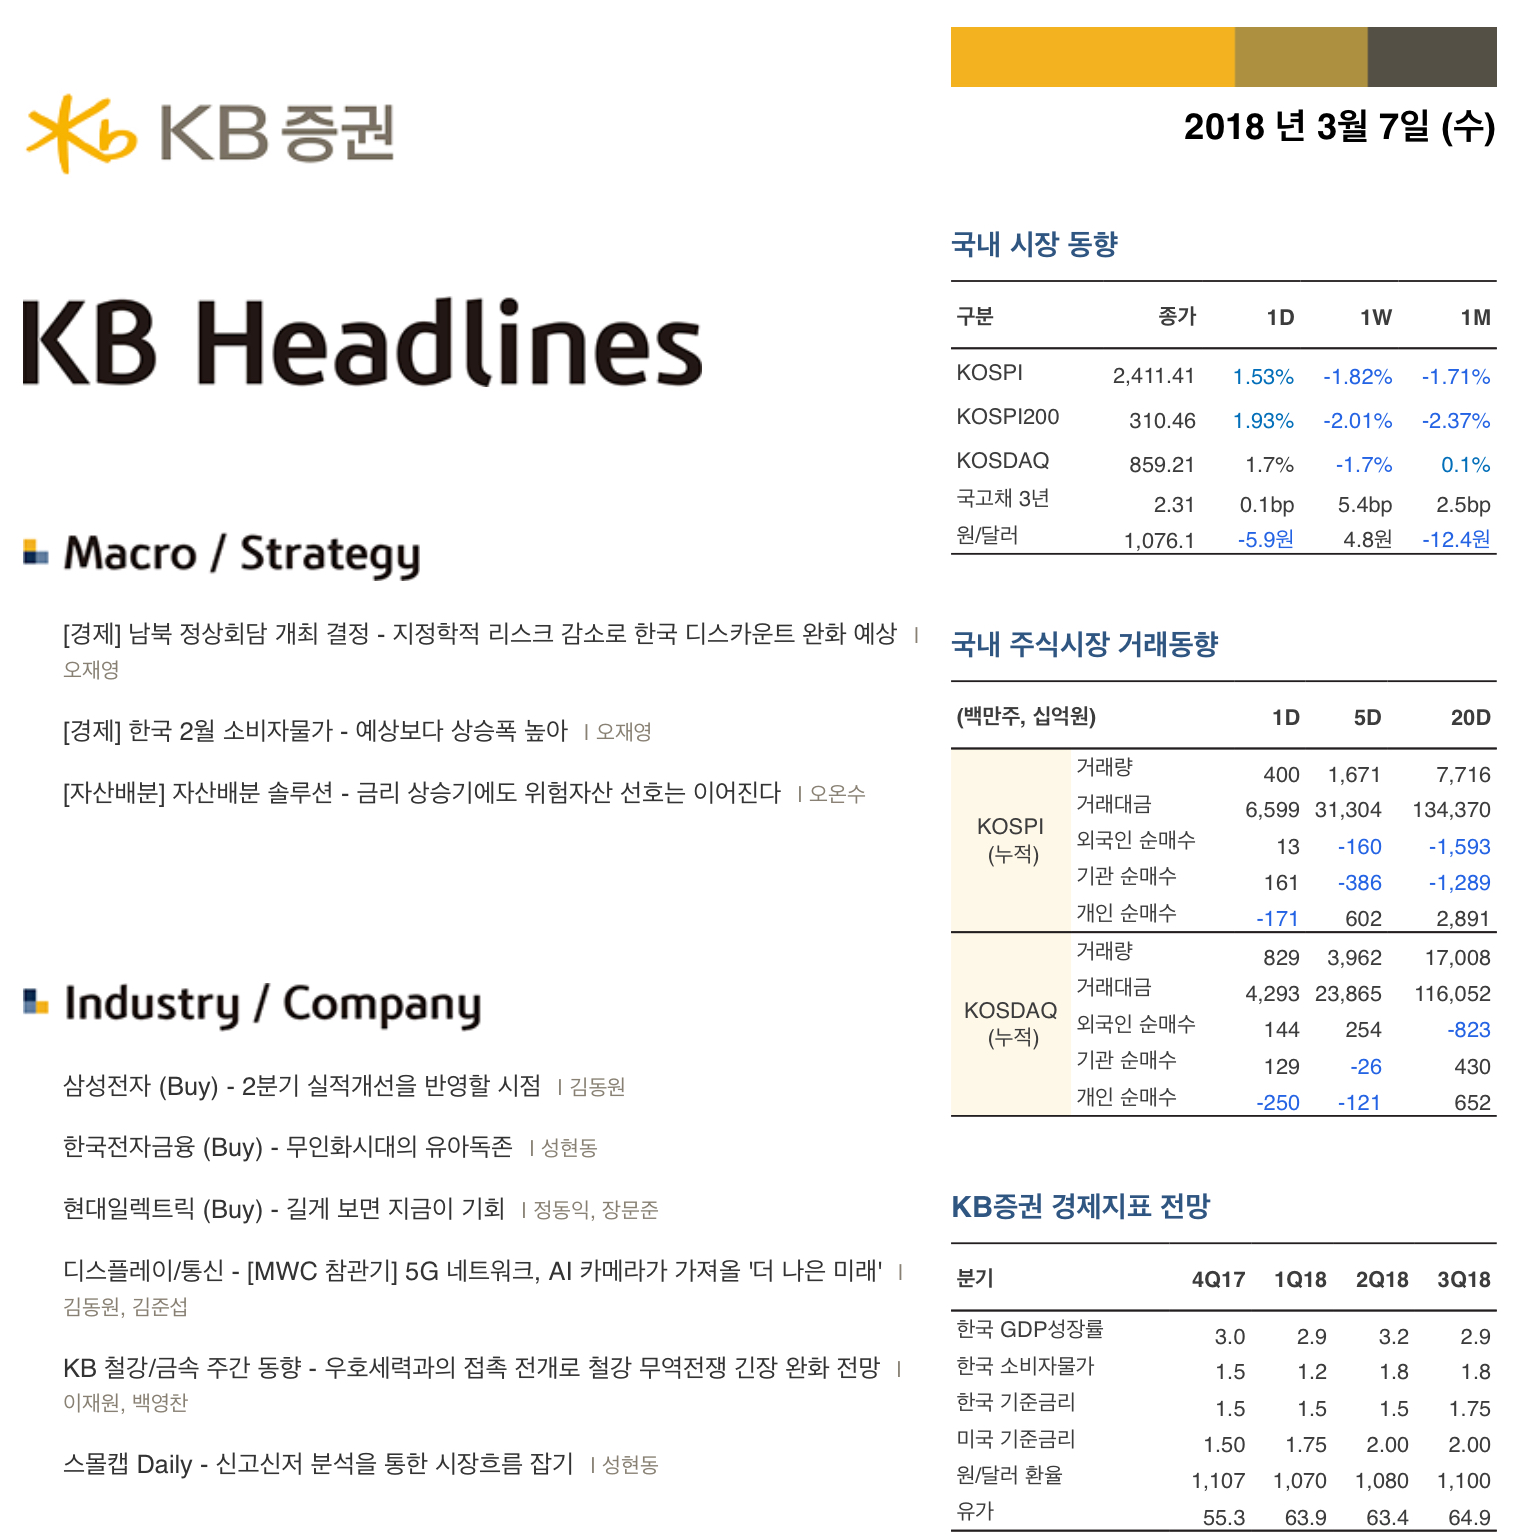 KB 증권
KB Headlines
Macro / Strategy
[경제] 남북 정상회담 개최 결정 - 지정학적 리스크 감소로 한국 디스카운트 완화 예상 ㅣ
오재영
[경제] 한국 2월 소비자물가 - 예상보다 상승폭 높아 ㅣ오재영
[자산배분] 자산배분 솔루션 - 금리 상승기에도 위험자산 선호는 이어진다 ㅣ오온수
Industry / Company
삼성전자 (Buy) - 2분기 실적개선을 반영할 시점 ㅣ김동원
한국전자금융 (Buy) - 무인화시대의 유아독존 ㅣ성현동
현대일렉트릭 (Buy) - 길게 보면 지금이 기회 ㅣ정동익, 장문준
디스플레이/통신 - [MWC 참관기] 5G 네트워크, AI 카메라가 가져올 '더 나은 미래' ㅣ
김동원, 김준섭
KB 철강/금속 주간 동향 - 우호세력과의 접촉 전개로 철강 무역전쟁 긴장 완화 전망 ㅣ
이재원, 백영찬
스몰캡 Daily - 신고신저 분석을 통한 시장흐름 잡기 ㅣ성현동
2018 년 3월 7일 (수)
국내 시장 동향
구분 종가 1D 1W 1M
KOSPI 2,411.41 1.53% -1.82% -1.71%
KOSPI200 310.46 1.93% -2.01% -2.37%
KOSDAQ 859.21 1.7% -1.7% 0.1%
국고채 3년 2.31 0.1bp 5.4bp 2.5bp
원/달러 1,076.1 -5.9원 4.8원 -12.4원
국내 주식시장 거래동향
(백만주, 십억원) 1D 5D 20D
KOSPI
(누적)
거래량 400 1,671 7,716
거래대금 6,599 31,304 134,370
외국인 순매수 13 -160 -1,593
기관 순매수 161 -386 -1,289
개인 순매수 -171 602 2,891
KOSDAQ
(누적)
거래량 829 3,962 17,008
거래대금 4,293 23,865 116,052
외국인 순매수 144 254 -823
기관 순매수 129 -26 430
개인 순매수 -250 -121 652
KB증권 경제지표 전망
분기 4Q17 1Q18 2Q18 3Q18
한국 GDP성장률 3.0 2.9 3.2 2.9
한국 소비자물가 1.5 1.2 1.8 1.8
한국 기준금리 1.5 1.5 1.5 1.75
미국 기준금리 1.50 1.75 2.00 2.00
원/달러 환율 1,107 1,070 1,080 1,100
유가 55.3 63.9 63.4 64.9